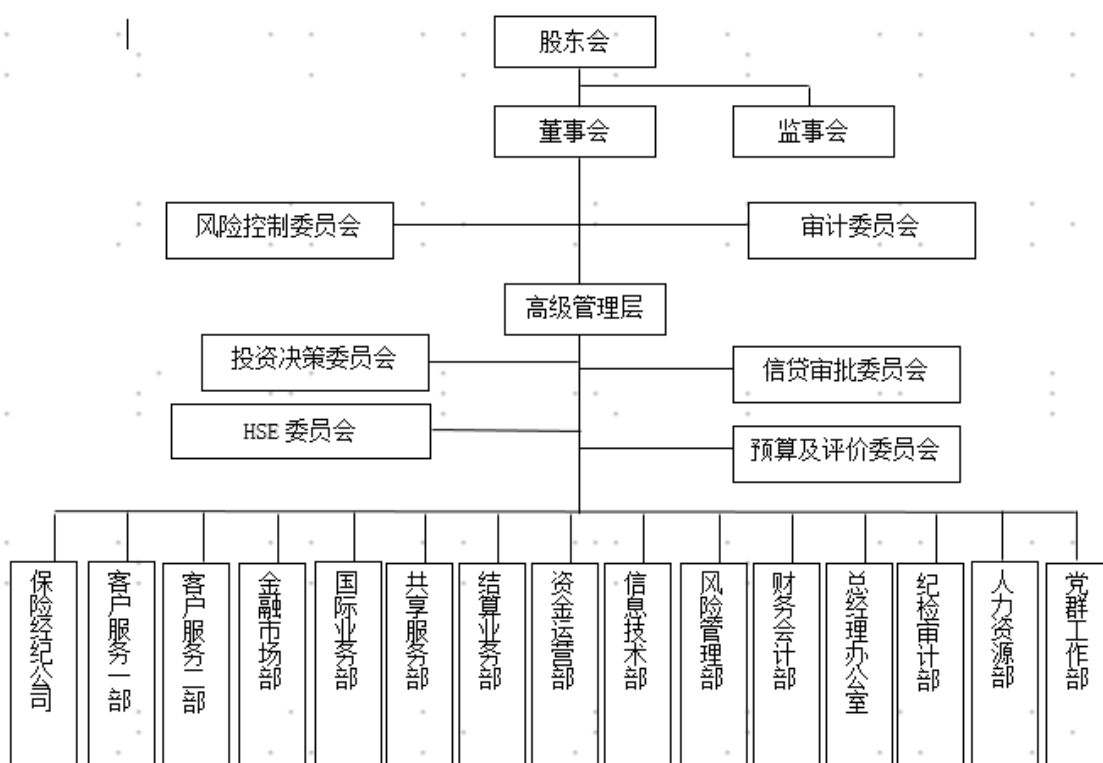 股东会
董事会
监事会
风险控制委员会
审计委员会
高级管理层
投资决策委员会
信贷审批委员会
HSE 委员会
预算及评价委员会
保险经纪公司
客户服务一部
客户服务二部
金融市场部
国际业务部
共享服务部
结算业务部
资金运营部
信息技术部
风险管理部
财务会计部
总经理办公室
纪检审计部
人力资源部
党群工作部